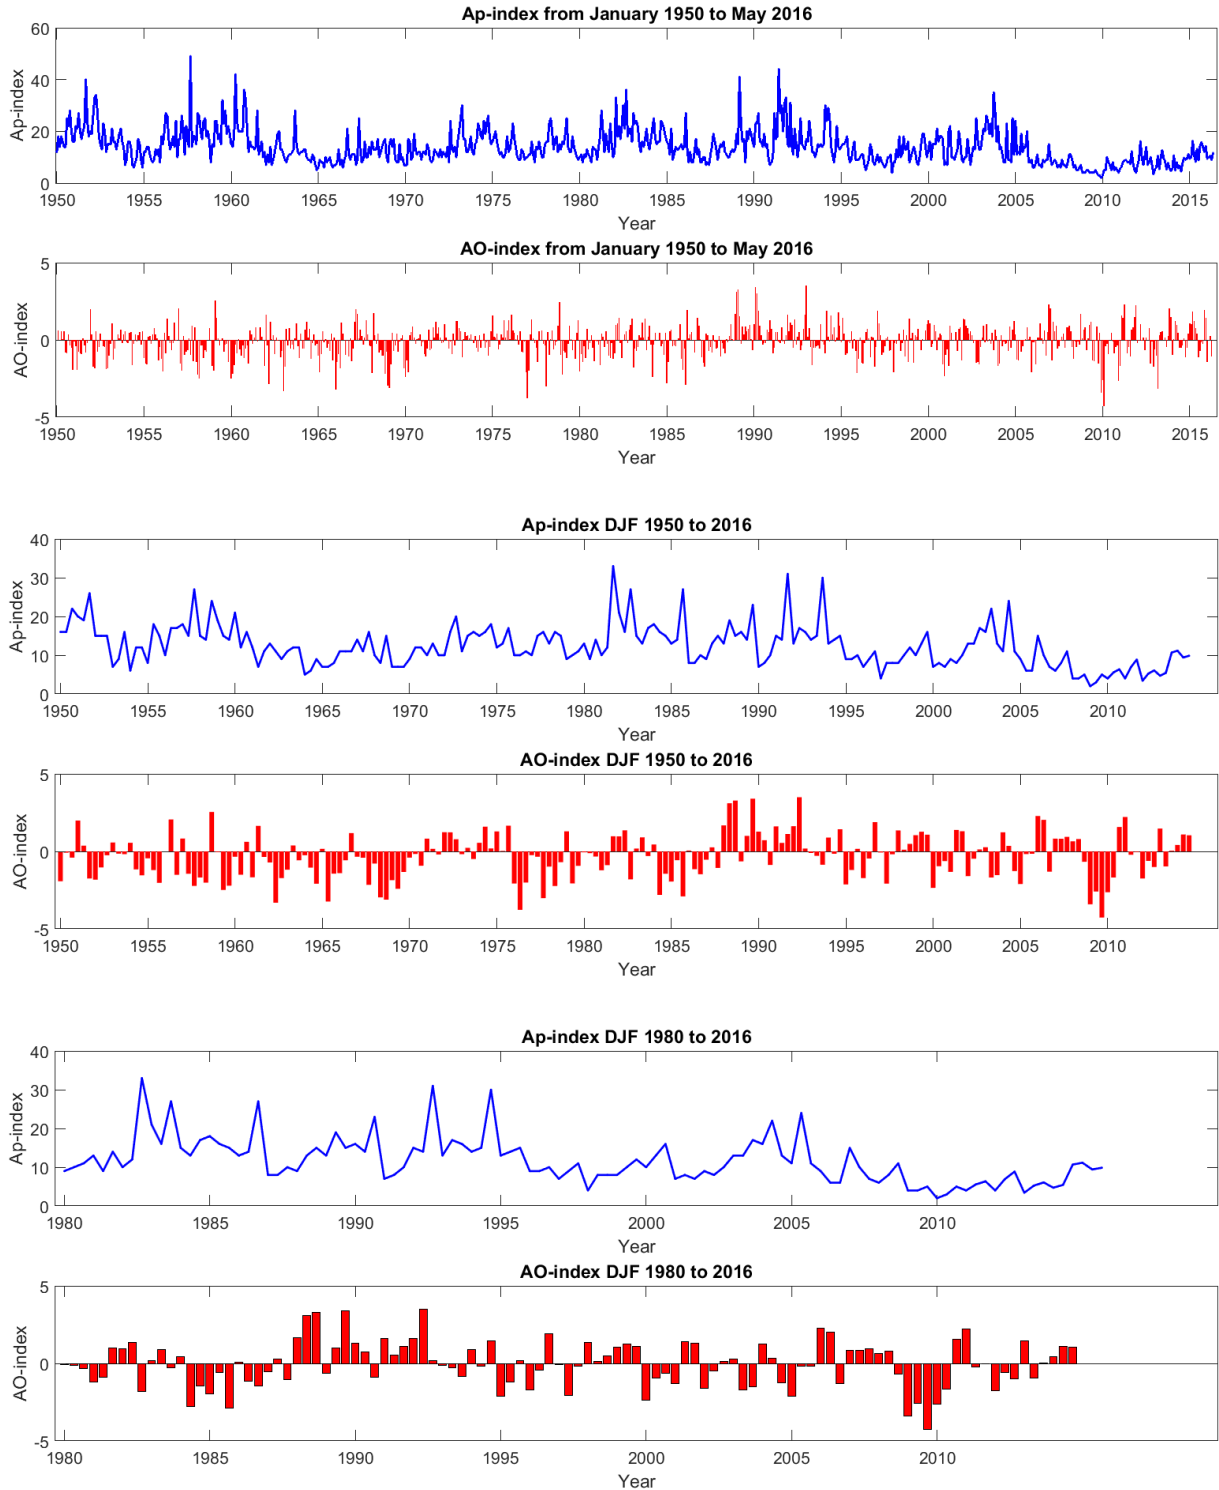 Ap-index from January 1950 to May 2016
60
40
20
0
Ap-index
1950 1955 1960 1965 1970 1975 1980 1985 1990 1995 2000 2005 2010 2015
Year
AO-index from January 1950 to May 2016
5
0
-5
AO-index
1950 1955 1960 1965 1970 1975 1980 1985 1990 1995 2000 2005 2010 2015
Year
Ap-index DJF 1950 to 2016
40
30
20
10
0
Ap-index
1950 1955 1960 1965 1970 1975 1980 1985 1990 1995 2000 2005 2010
Year
AO-index DJF 1950 to 2016
5
0
-5
AO-index
1950 1955 1960 1965 1970 1975 1980 1985 1990 1995 2000 2005 2010
Year
Ap-index DJF 1980 to 2016
40
30
20
10
0
Ap-index
1980 1985 1990 1995 2000 2005 2010
Year
AO-index DJF 1980 to 2016
5
0
-5
AO-index
1980 1985 1990 1995 2000 2005 2010
Year